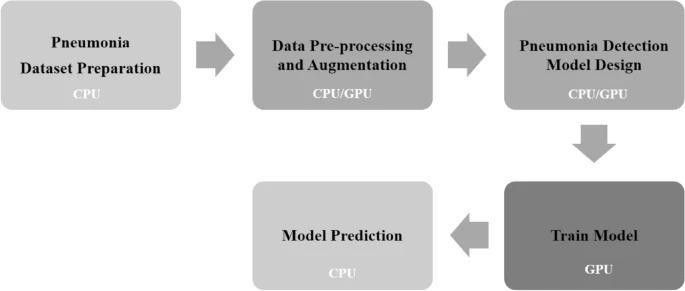 Pneumonia
Dataset Preparation
CPU
Data Pre-processing
and Augmentation
CPU/GPU
Pneumonia Detection
Model Design
CPU/GPU
Model Prediction
CPU
Train Model
GPU